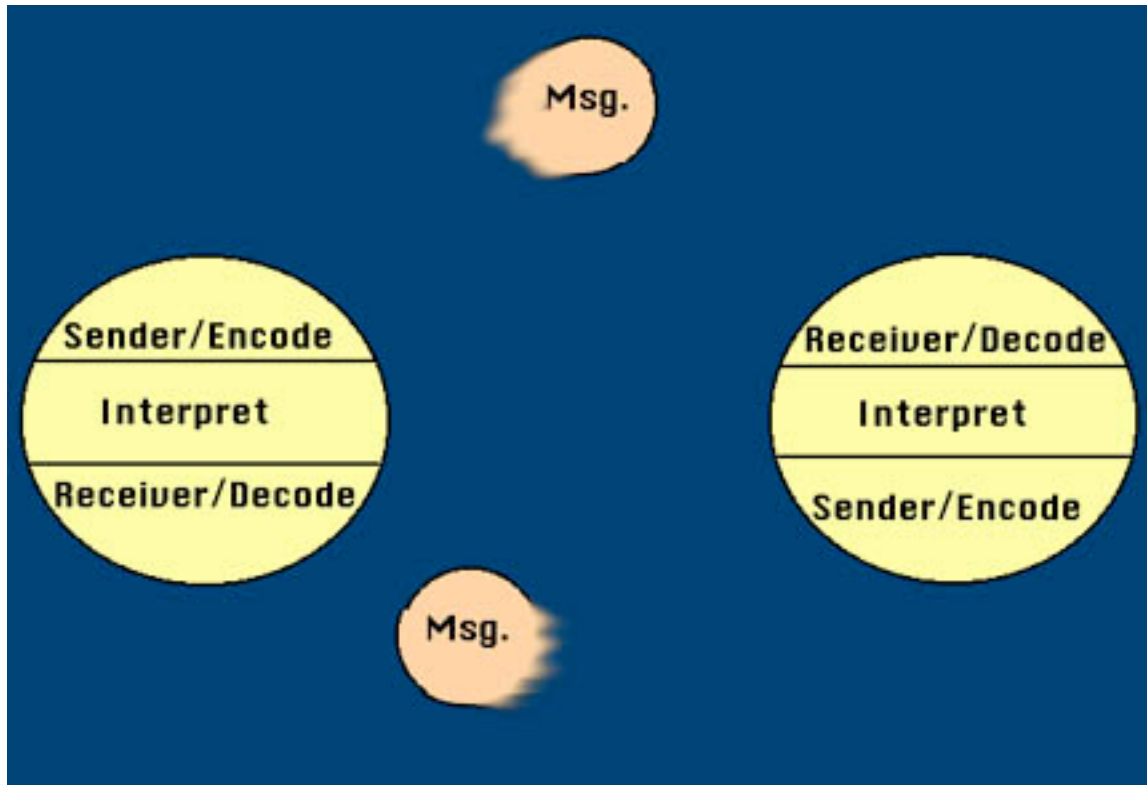 Msg.
Sender/Encode
Interpret
Receiver/Decode
Receiver/Decode
Interpret
Sender/Encode
Msg.